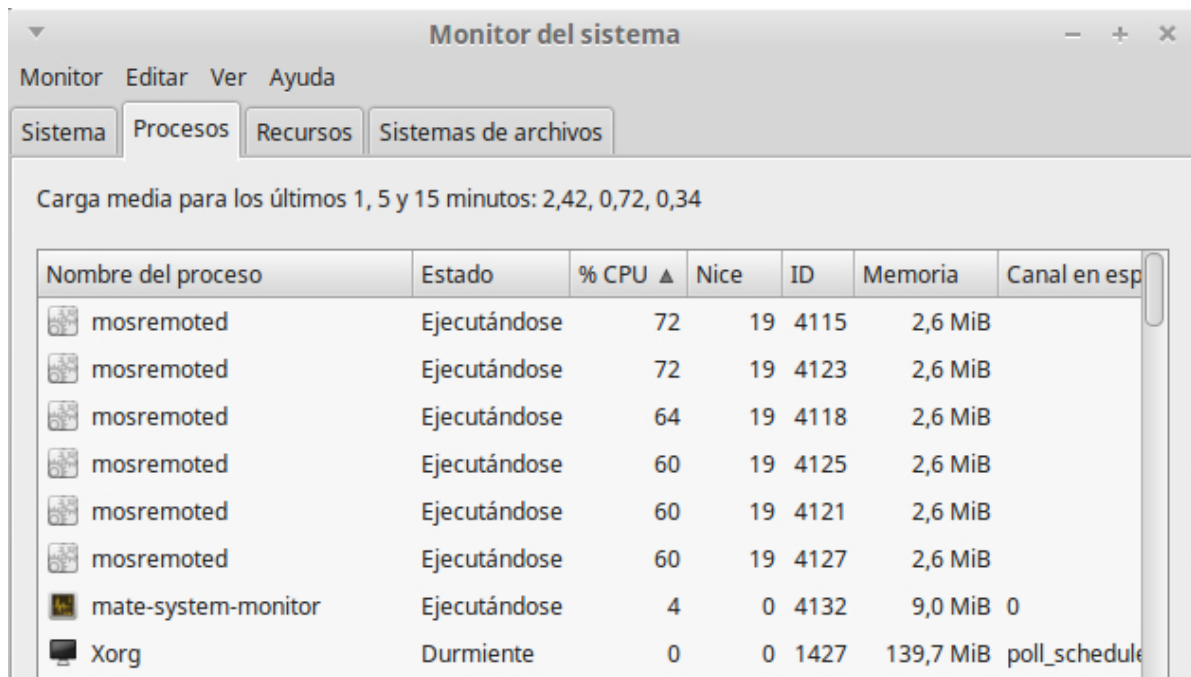 Monitor del sistema
Monitor Editar Ver Ayuda
Sistema Procesos Recursos Sistemas de archivos
Carga media para los últimos 1, 5 y 15 minutos: 2,42, 0,72, 0,34
Nombre del proceso Estado % CPU Nice ID Memoria Canal en esp
mosremoted Ejecutándose 72 19 4115 2,6 MiB
mosremoted Ejecutándose 72 19 4123 2,6 MiB
mosremoted Ejecutándose 64 19 4118 2,6 MiB
mosremoted Ejecutándose 60 19 4125 2,6 MiB
mosremoted Ejecutándose 60 19 4121 2,6 MiB
mosremoted Ejecutándose 60 19 4127 2,6 MiB
mate-system-monitor Ejecutándose 4 0 4132 9,0 MiB 0
Xorg Durmiente 0 0 1427 139,7 MiB poll_schedule